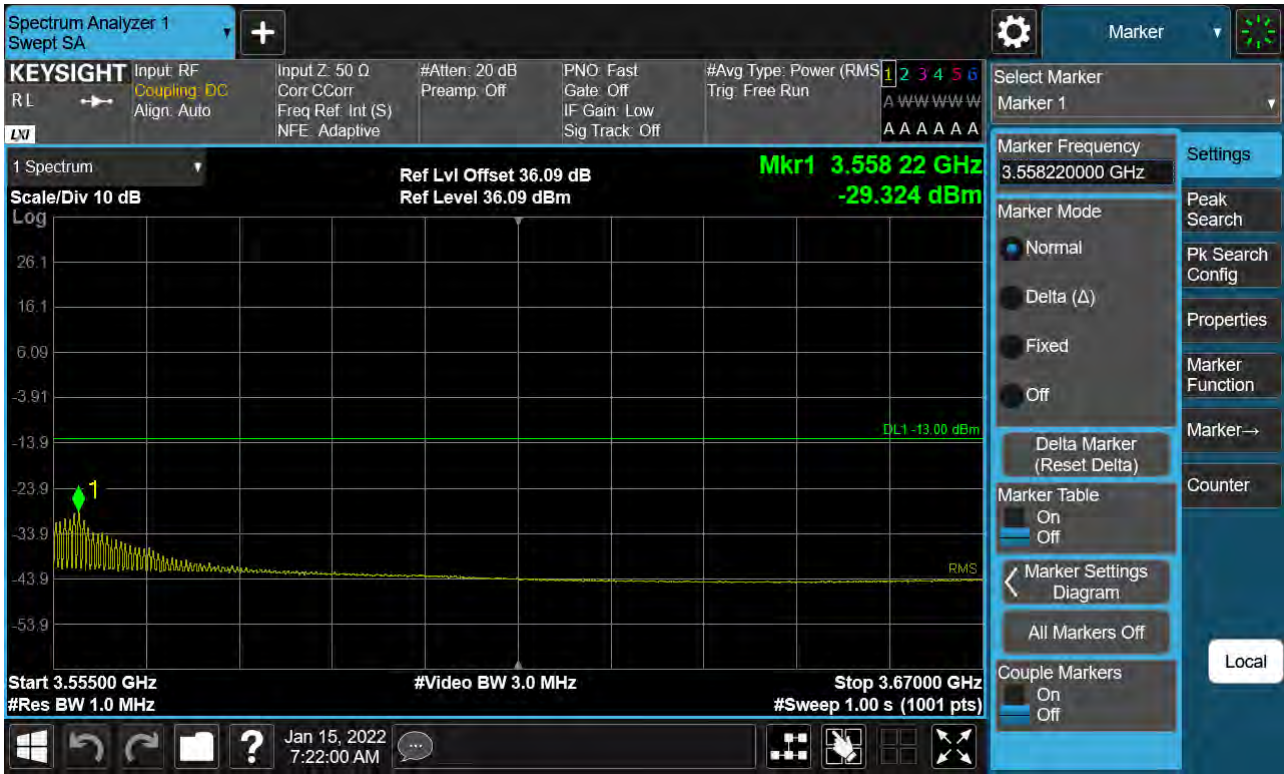 Spectrum Analyzer 1
Swept SA
+
Marker
KEYSIGHT
RL
LXI
Input: RF
Coupling: DC
Align: Auto
Input Z: 50 Ω
Corr CCorr
Freq Ref: Int (S)
NFE: Adaptive
#Atten: 20 dB
Preamp: Off
PNO: Fast
Gate: Off
IF Gain: Low
Sig Track: Off
#Avg Type: Power (RMS
Trig: Free Run
1 2 3 4 5 6
A W W W W W
A A A A A A
Select Marker
Marker 1
1 Spectrum
Scale/Div 10 dB
Log
Ref Lvl Offset 36.09 dB
Ref Level 36.09 dBm
Mkr1 3.558 22 GHz
-29.324 dBm
26.1
16.1
6.09
-3.91
-13.9
-23.9
-33.9
-43.9
-53.9
DL1 -13.00 dBm
1
RMS
Start 3.55500 GHz
#Video BW 3.0 MHz
Stop 3.67000 GHz
#Res BW 1.0 MHz
#Sweep 1.00 s (1001 pts)
Marker Frequency
3.558220000 GHz
Marker Mode
Normal
Delta (Δ)
Fixed
Off
Delta Marker
(Reset Delta)
Marker Table
On
Off
Marker Settings
Diagram
All Markers Off
Couple Markers
On
Off
Settings
Peak
Search
Pk Search
Config
Properties
Marker
Function
Marker→
Counter
Local
?
Jan 15, 2022
7:22:00 AM